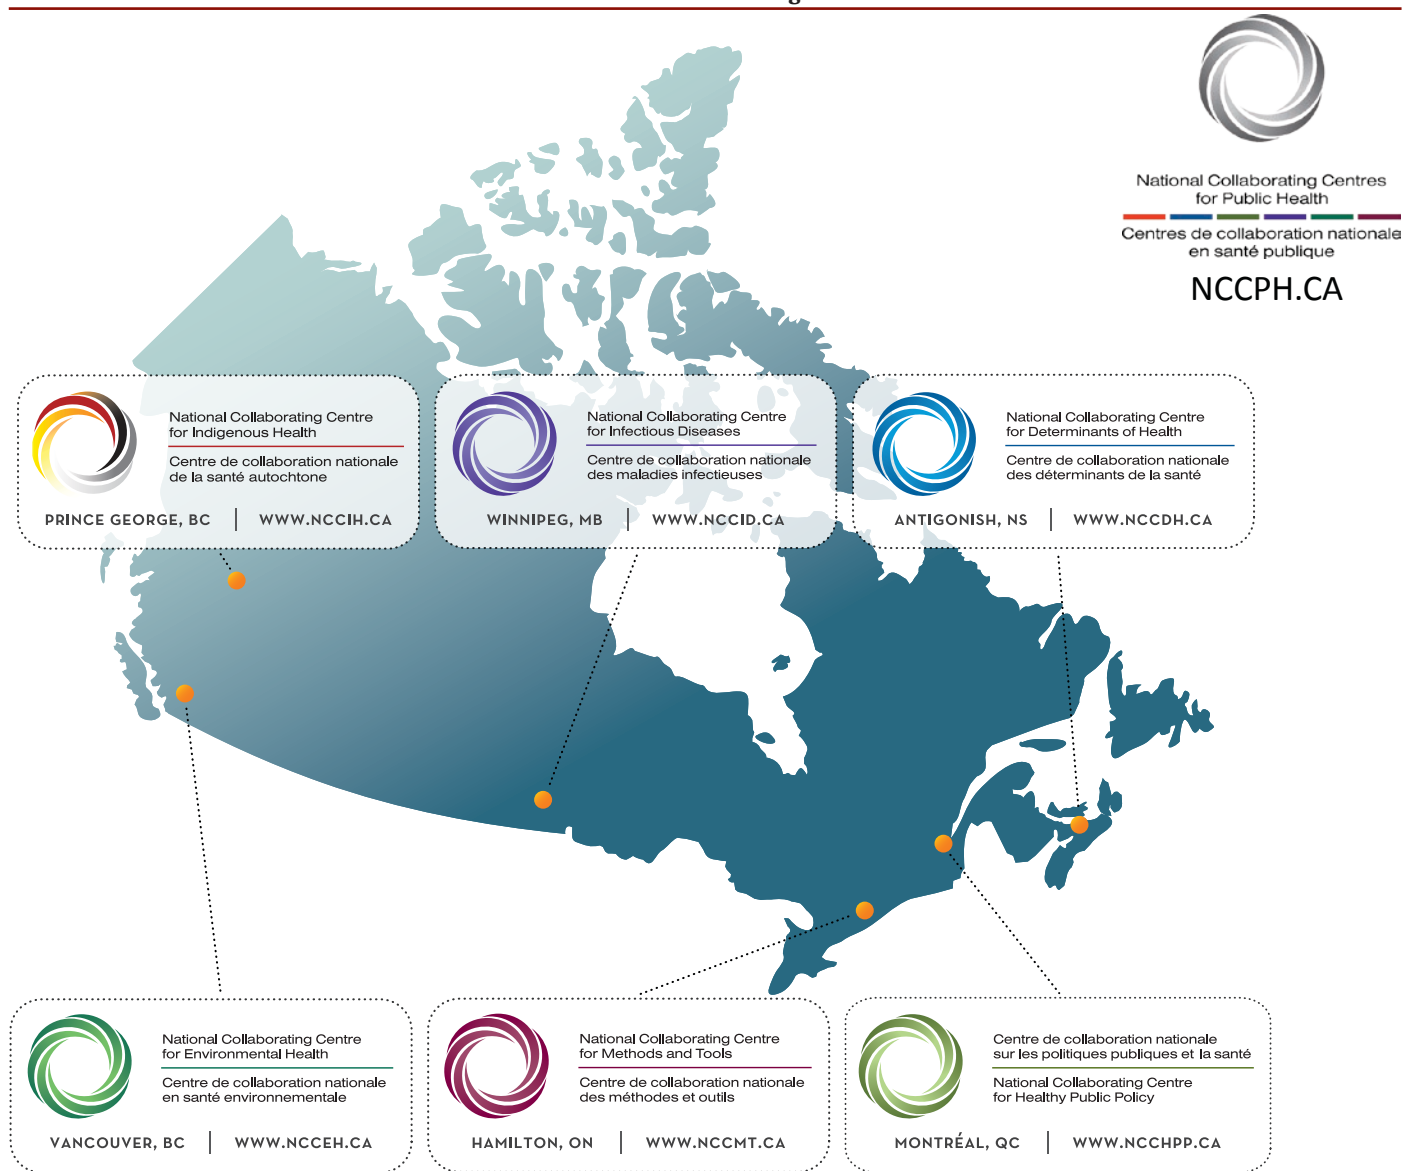 National Collaborating Centres
for Public Health
Centres de collaboration nationale
en santé publique
NCCPH.CA
National Collaborating Centre
for Indigenous Health
Centre de collaboration nationale
de la santé autochtone
PRINCE GEORGE, BC | WWW.NCCIH.CA
National Collaborating Centre
for Infectious Diseases
Centre de collaboration nationale
des maladies infectieuses
WINNIPEG, MB | WWW.NCCID.CA
National Collaborating Centre
for Determinants of Health
Centre de collaboration nationale
des déterminants de la santé
ANTIGONISH, NS | WWW.NCCDH.CA
National Collaborating Centre
for Environmental Health
Centre de collaboration nationale
en santé environnementale
VANCOUVER, BC | WWW.NCCEH.CA
National Collaborating Centre
for Methods and Tools
Centre de collaboration nationale
des méthodes et outils
HAMILTON, ON | WWW.NCCMT.CA
Centre de collaboration nationale
sur les politiques publiques et la santé
National Collaborating Centre
for Healthy Public Policy
MONTRÉAL, QC | WWW.NCCHPP.CA